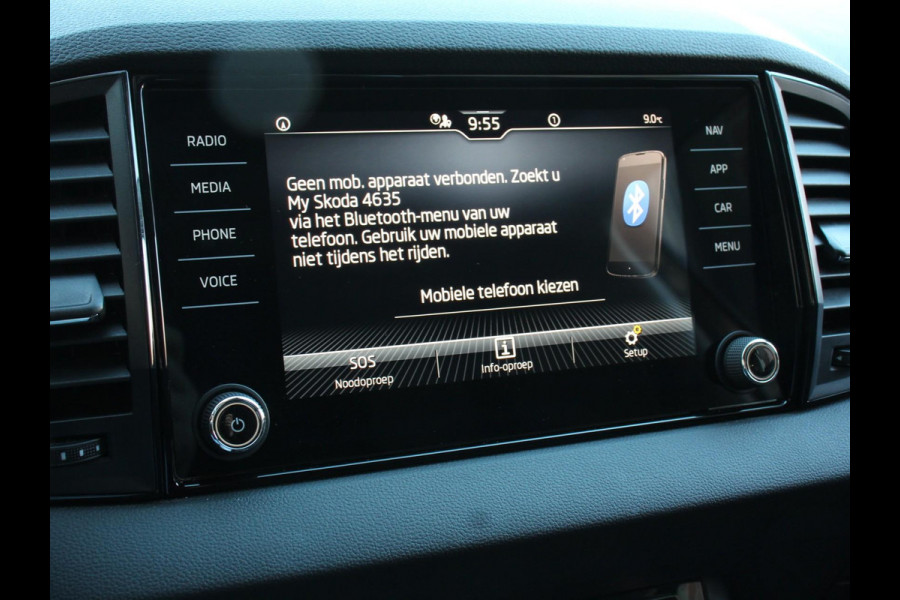 9:55
1
9.0°C
RADIO
MEDIA
PHONE
VOICE
Geen mob. apparaat verbonden. Zoekt u
My Skoda 4635
via het Bluetooth-menu van uw
telefoon. Gebruik uw mobiele apparaat
niet tijdens het rijden.
Mobiele telefoon kiezen
SOS
Noodoproep
i
Info-oproep
Setup
NAV
APP
CAR
MENU